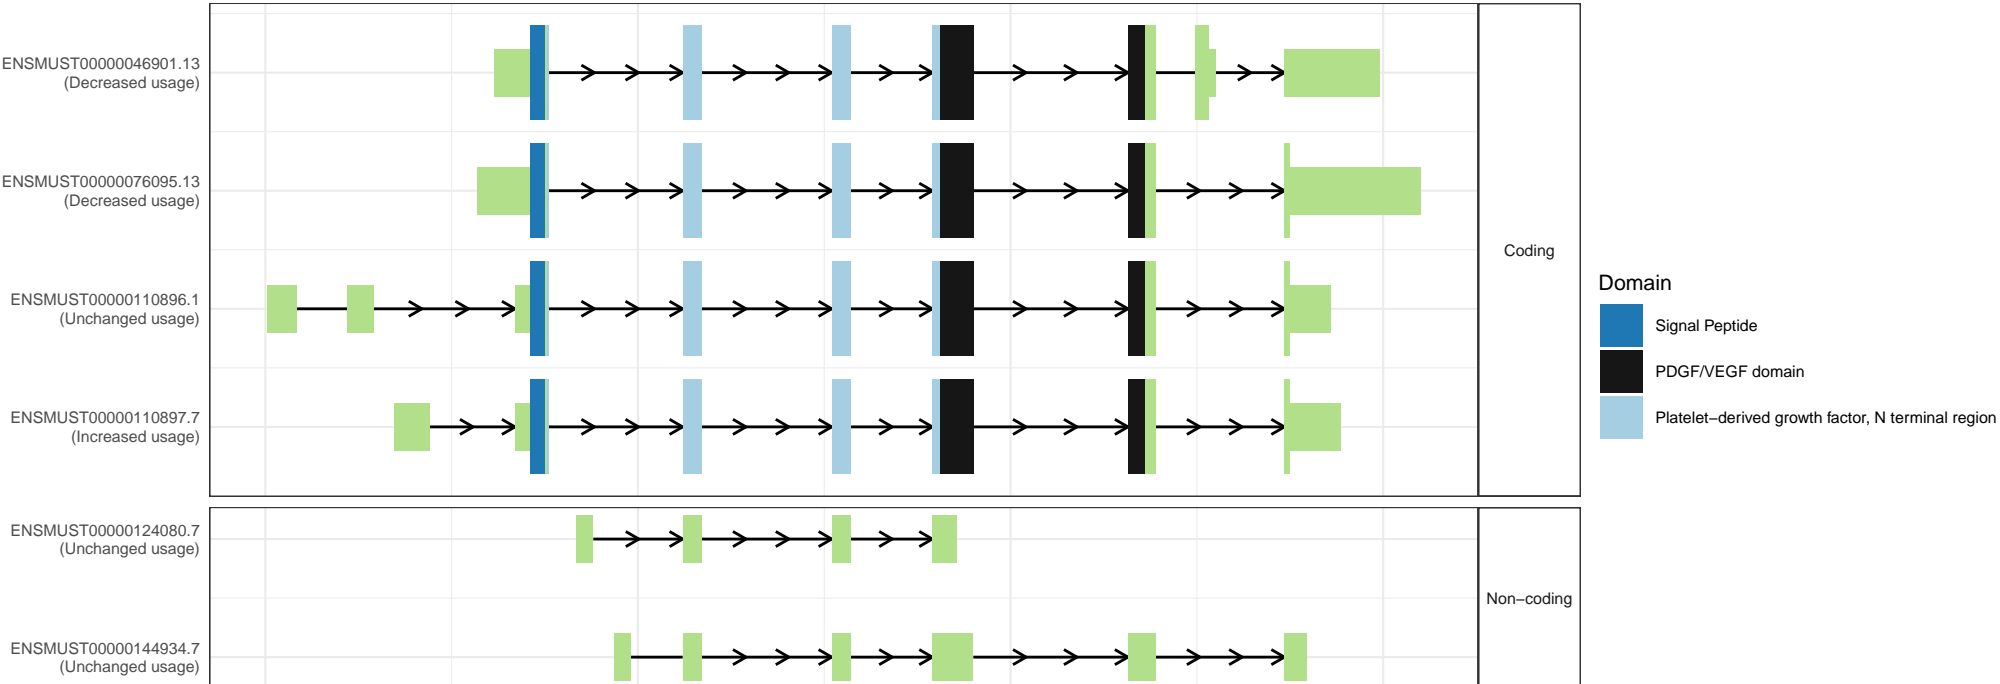 ENSMUST00000046901.13
(Decreased usage)
ENSMUST00000076095.13
(Decreased usage)
ENSMUST00000110896.1
(Unchanged usage)
ENSMUST00000110897.7
(Increased usage)
Coding
ENSMUST00000124080.7
(Unchanged usage)
ENSMUST00000144934.7
(Unchanged usage)
Non−coding
Domain
Signal Peptide
PDGF/VEGF domain
Platelet−derived growth factor, N terminal region